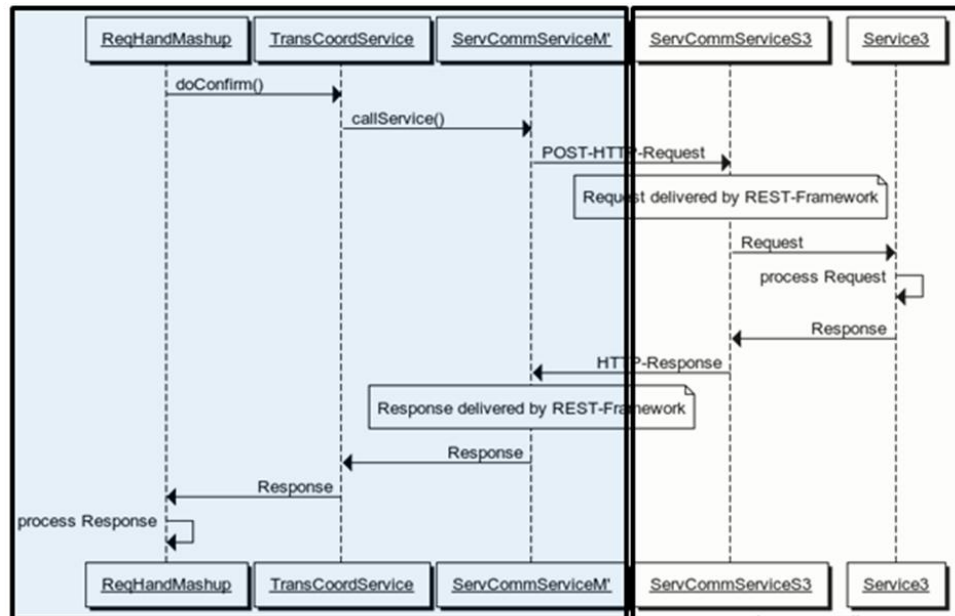 ReqHandMashup
TransCoordService
ServCommServiceM'
ServCommServiceS3
Service3
doConfirm()
callService()
POST-HTTP-Request
Request delivered by REST-Framework
Request
process Request
Response
HTTP-Response
Response delivered by REST-Framework
Response
Response
process Response
ReqHandMashup
TransCoordService
ServCommServiceM'
ServCommServiceS3
Service3